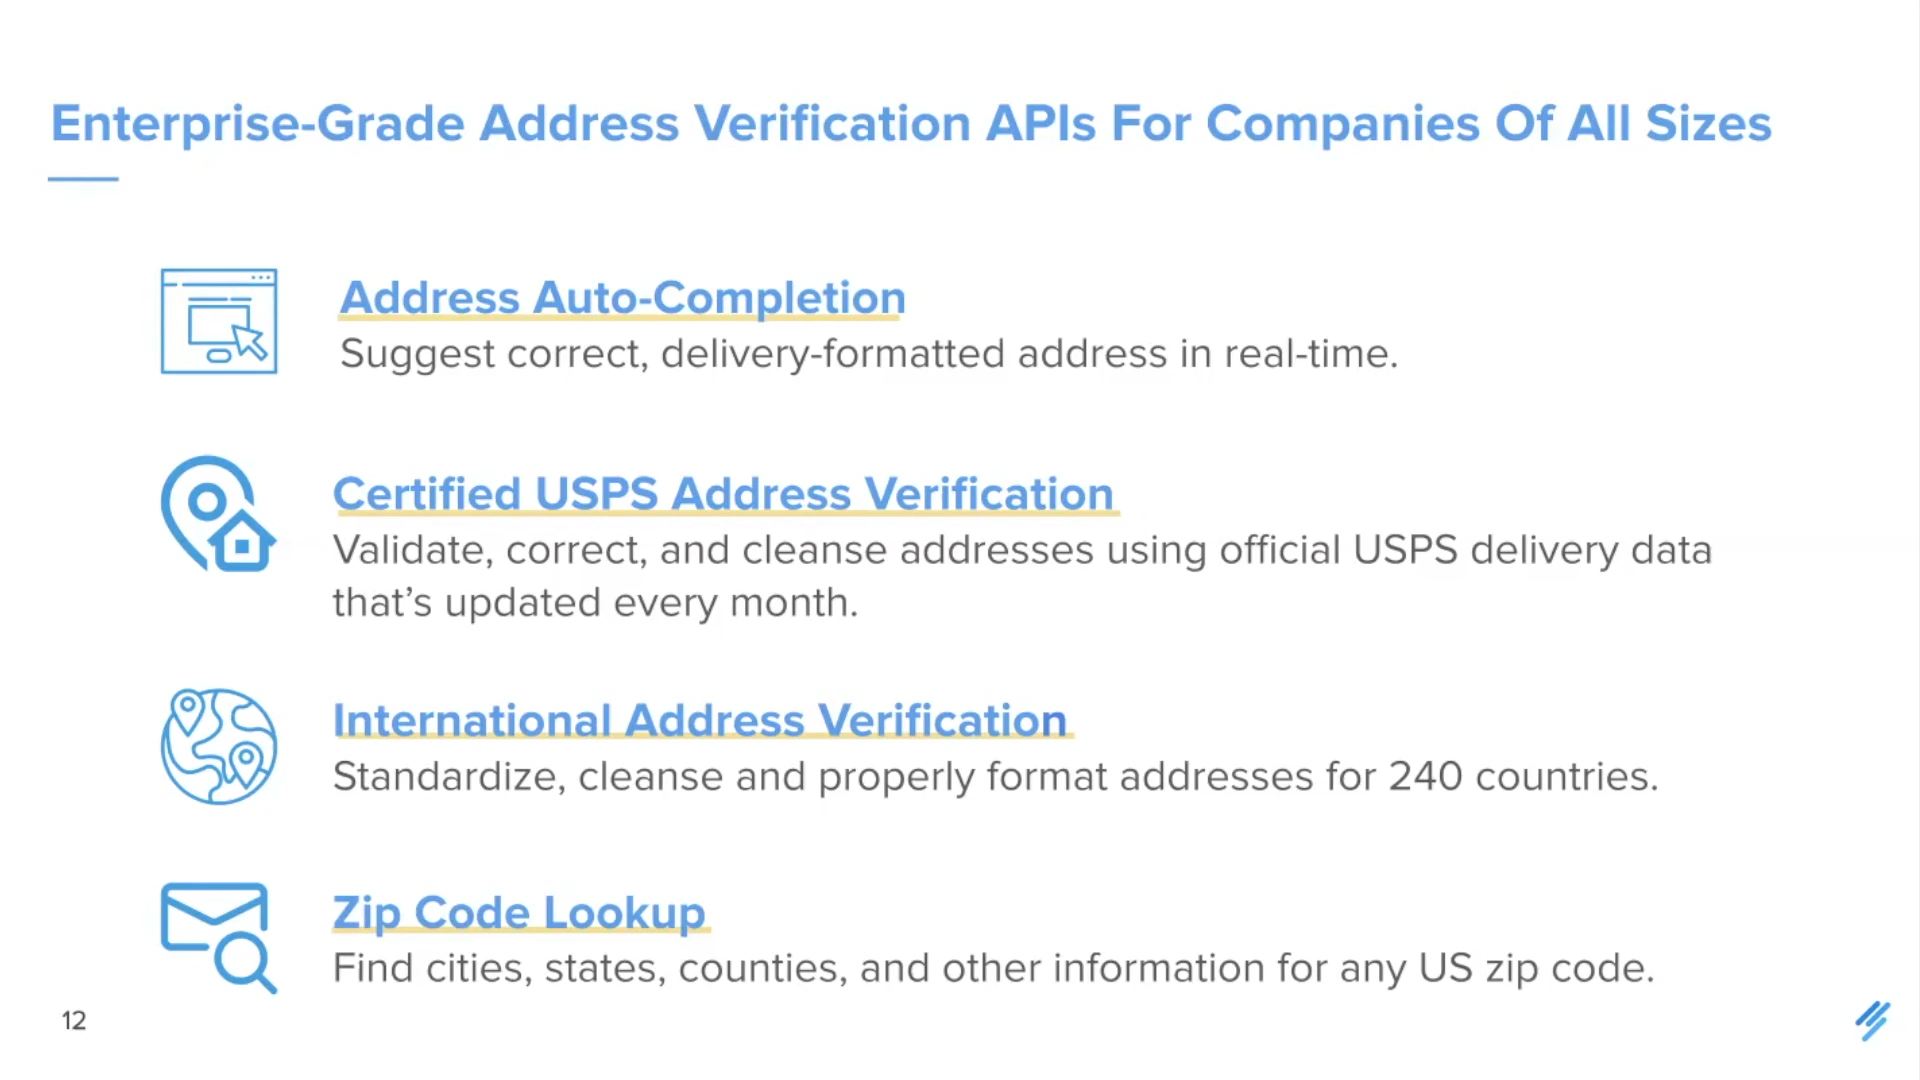 Enterprise-Grade Address Verification APIs For Companies Of All Sizes
Address Auto-Completion
Suggest correct, delivery-formatted address in real-time.
Certified USPS Address Verification
Validate, correct, and cleanse addresses using official USPS delivery data
that’s updated every month.
International Address Verification
Standardize, cleanse and properly format addresses for 240 countries.
Zip Code Lookup
Find cities, states, counties, and other information for any US zip code.
12